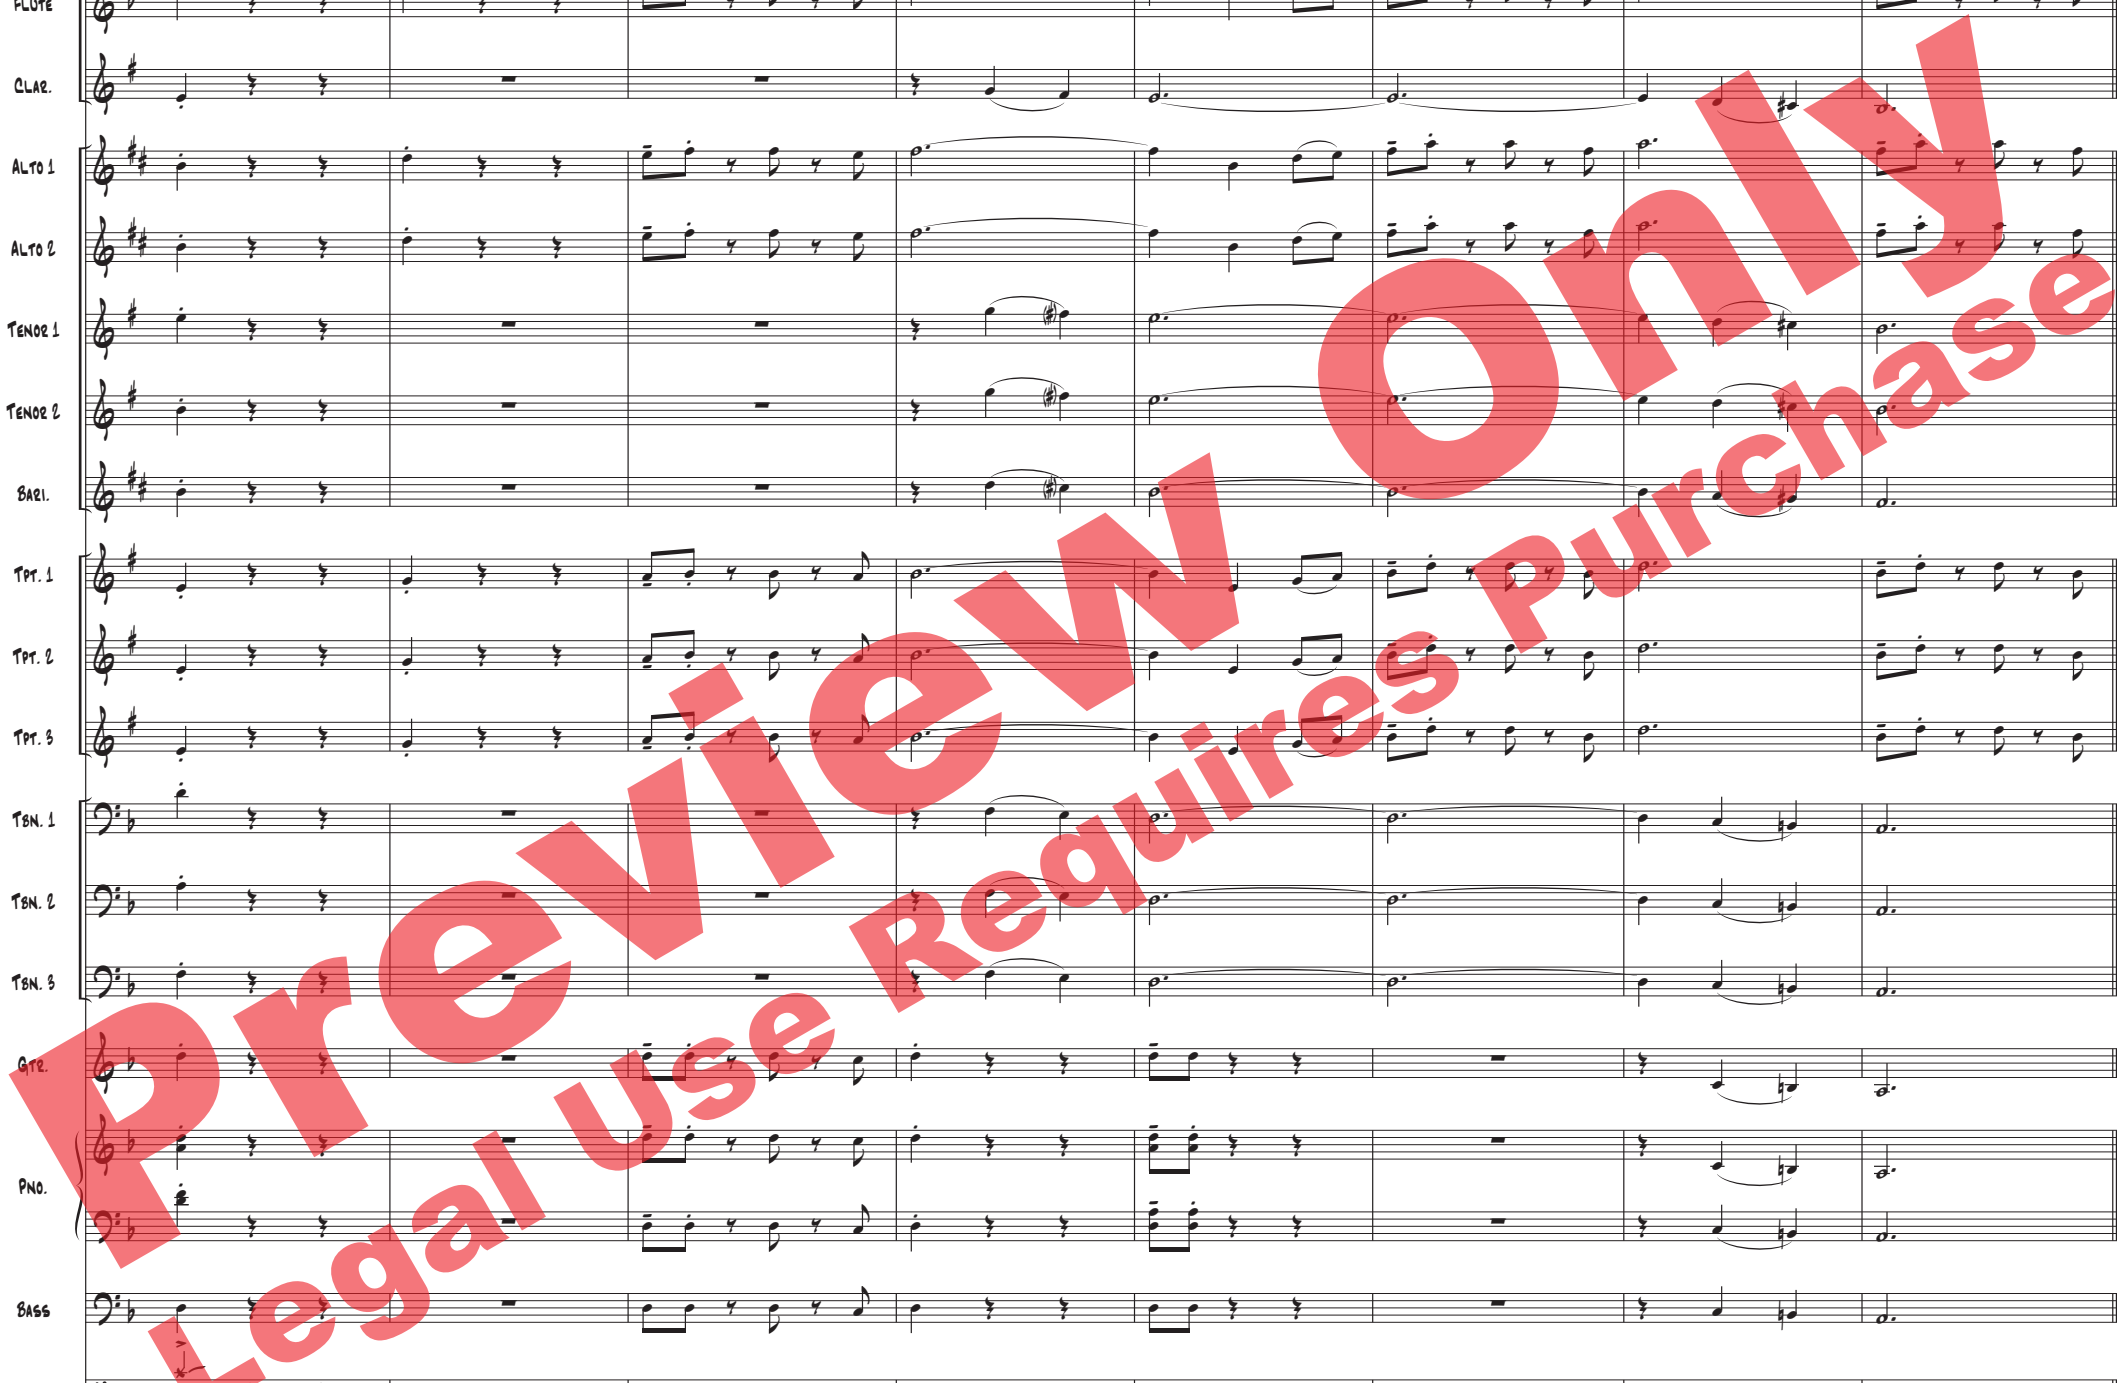 FLUTE
CLAR.
ALTO 1
ALTO 2
TENOR 1
TENOR 2
BARI.
TPT. 1
TPT. 2
TPT. 3
TBN. 1
TBN. 2
TBN. 3
GTR.
PNO.
BASS
Preview Only
Legal Use Requires Purchase